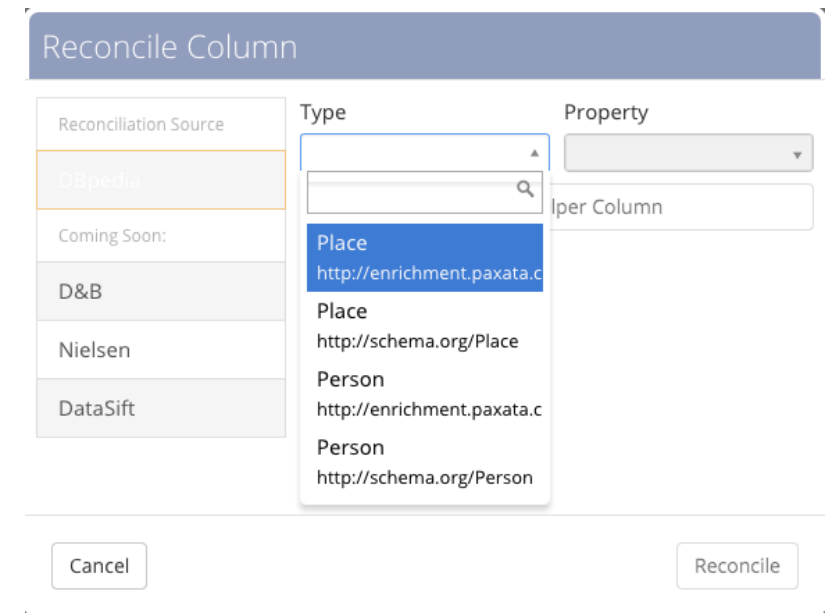 Reconcile Column
Reconciliation Source
DBpedia
Coming Soon:
D&B
Nielsen
DataSift
Type
Property
lper Column
Place
http://enrichment.paxata.c
Place
http://schema.org/Place
Person
http://enrichment.paxata.c
Person
http://schema.org/Person
Cancel
Reconcile